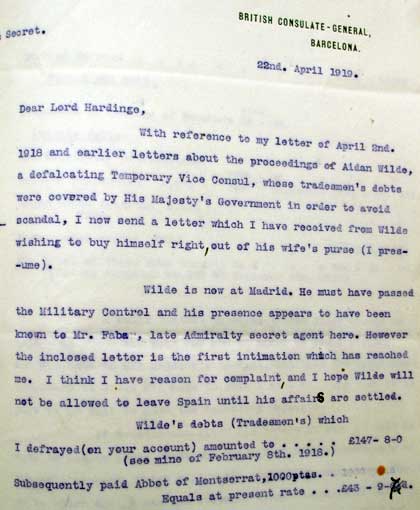 Secret.
BRITISH CONSULATE-GENERAL,
BARCELONA.
22nd. April 1919.
Dear Lord Hardinge,
With reference to my letter of April 2nd.
1918 and earlier letters about the proceedings of Aidan Wilde,
a defalcating Temporary Vice Consul, whose tradesmen's debts
were covered by His Majesty's Government in order to avoid
scandal, I now send a letter which I have received from Wilde
wishing to buy himself right, out of his wife's purse (I pres-
-ume).
Wilde is now at Madrid. He must have passed
the Military Control and his presence appears to have been
known to Mr. Faba , late Admiralty secret agent here. However
the inclosed letter is the first intimation which has reached
me. I think I have reason for complaint, and I hope Wilde will
not be allowed to leave Spain until his affairs are settled.
Wilde's debts (Tradesmen's) which
I defrayed(on your account) amounted to . . . . . £147- 8-0
(see mine of February 8th. 1918.)
Subsequently paid Abbot of Montserrat,1000ptas. .
Equals at present rate . . .£43 - 9-